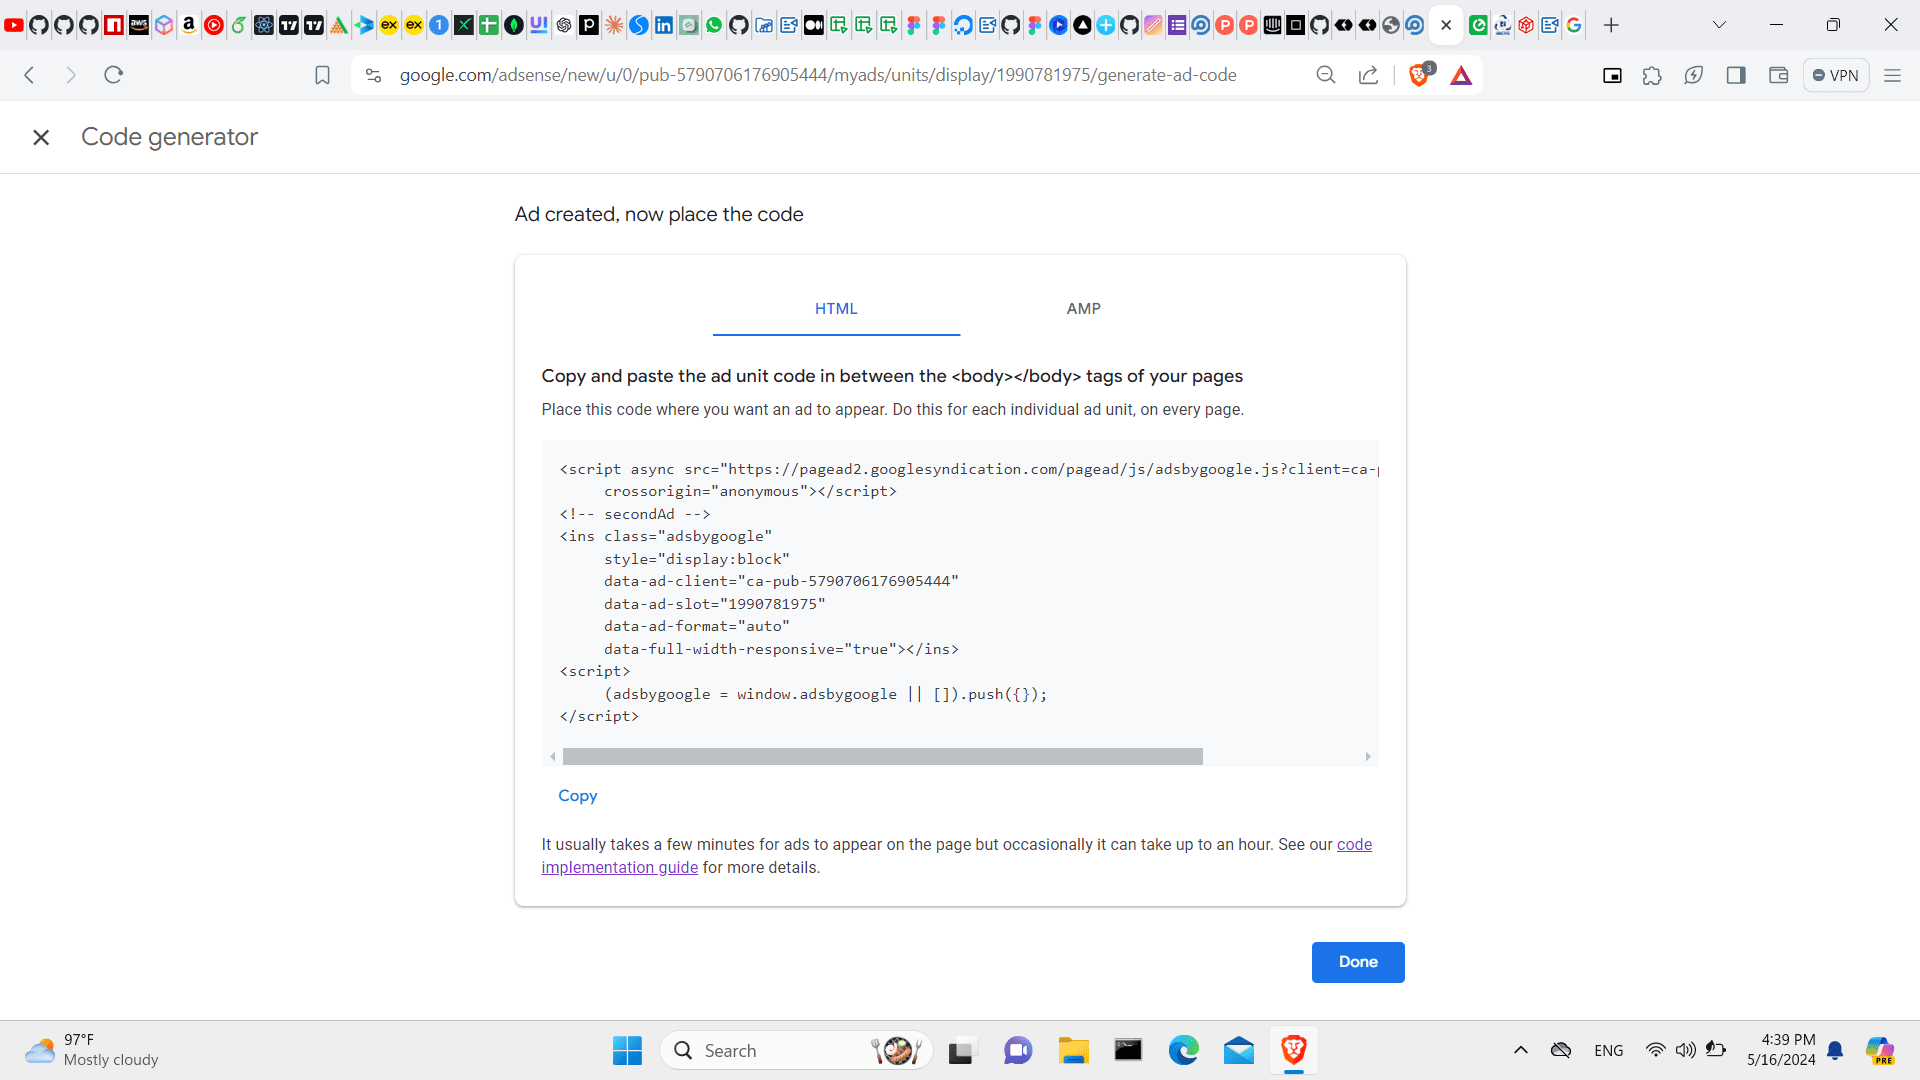 google.com/adsense/new/u/0/pub-5790706176905444/myads/units/display/1990781975/generate-ad-code
3
VPN
Code generator
Ad created, now place the code
HTML
AMP
Copy and paste the ad unit code in between the <body></body> tags of your pages
Place this code where you want an ad to appear. Do this for each individual ad unit, on every page.
<script async src="https://pagead2.googlesyndication.com/pagead/js/adsbygoogle.js?client=ca-
crossorigin="anonymous"></script>
<!-- secondAd -->
<ins class="adsbygoogle"
style="display:block"
data-ad-client="ca-pub-5790706176905444"
data-ad-slot="1990781975"
data-ad-format="auto"
data-full-width-responsive="true"></ins>
<script>
(adsbygoogle = window.adsbygoogle || []).push({});
</script>
Copy
It usually takes a few minutes for ads to appear on the page but occasionally it can take up to an hour. See our code
implementation guide for more details.
Done
97°F
Mostly cloudy
Search
ENG
4:39 PM
5/16/2024
PRE